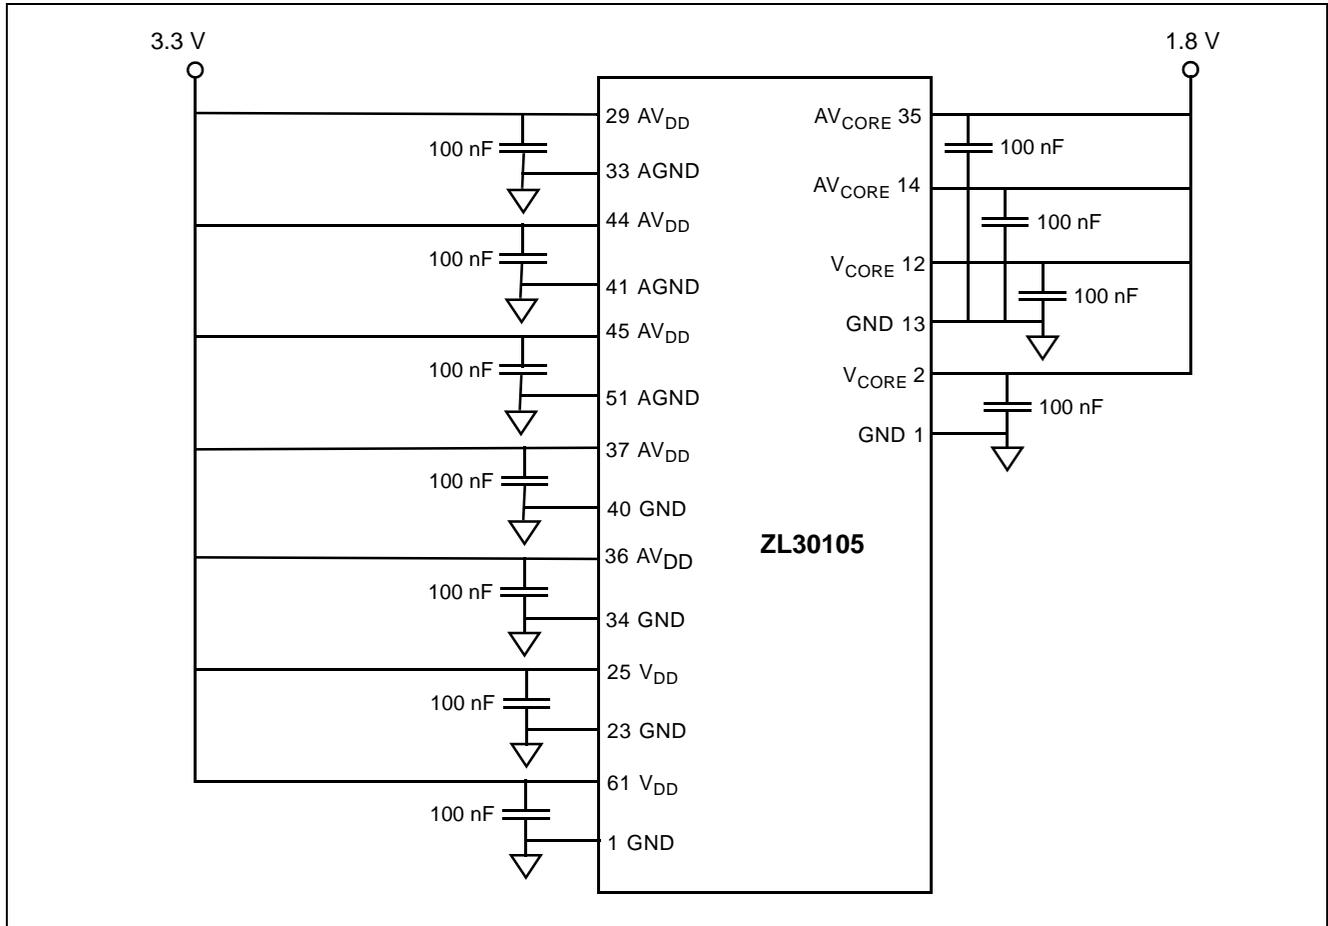 3.3 V
1.8 V
29 AVDD
100 nF
33 AGND
44 AVDD
100 nF
41 AGND
45 AVDD
100 nF
51 AGND
37 AVDD
100 nF
40 GND
36 AVDD
100 nF
34 GND
25 VDD
100 nF
23 GND
61 VDD
100 nF
1 GND
AVCORE 35
100 nF
AVCORE 14
100 nF
VCORE 12
100 nF
GND 13
VCORE 2
100 nF
GND 1
ZL30105